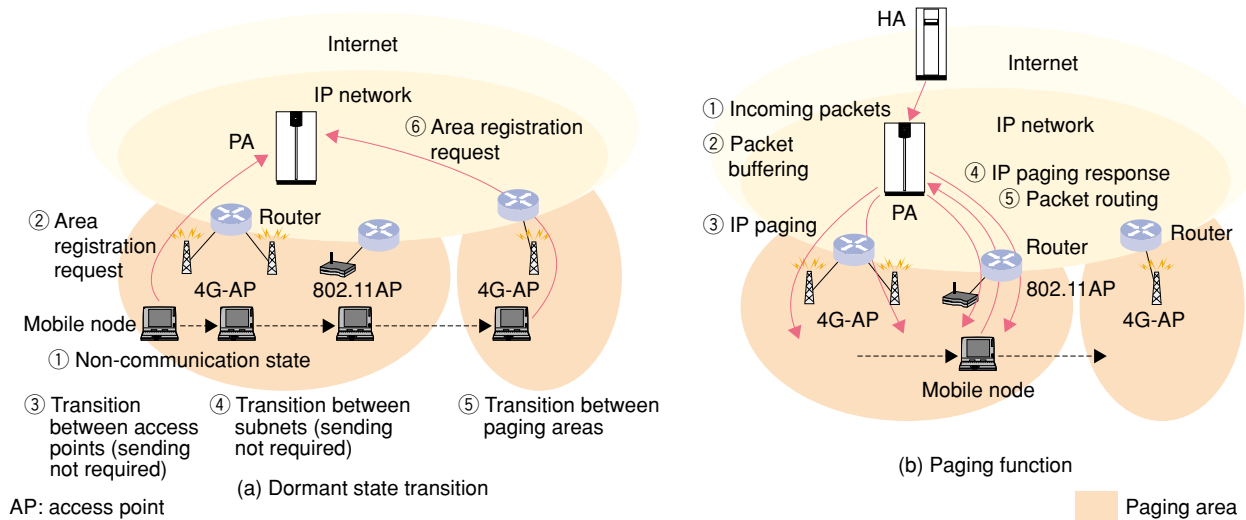 Internet
IP network
PA
⑥ Area registration
request
② Area
registration
request
Router
4G-AP
802.11AP
4G-AP
Mobile node
① Non-communication state
③ Transition
between access
points (sending
not required)
④ Transition between
subnets (sending
not required)
⑤ Transition between
paging areas
(a) Dormant state transition
AP: access point
HA
Internet
① Incoming packets
IP network
② Packet
buffering
④ IP paging response
⑤ Packet routing
PA
③ IP paging
Router
Router
802.11AP
4G-AP
4G-AP
Mobile node
(b) Paging function
Paging area